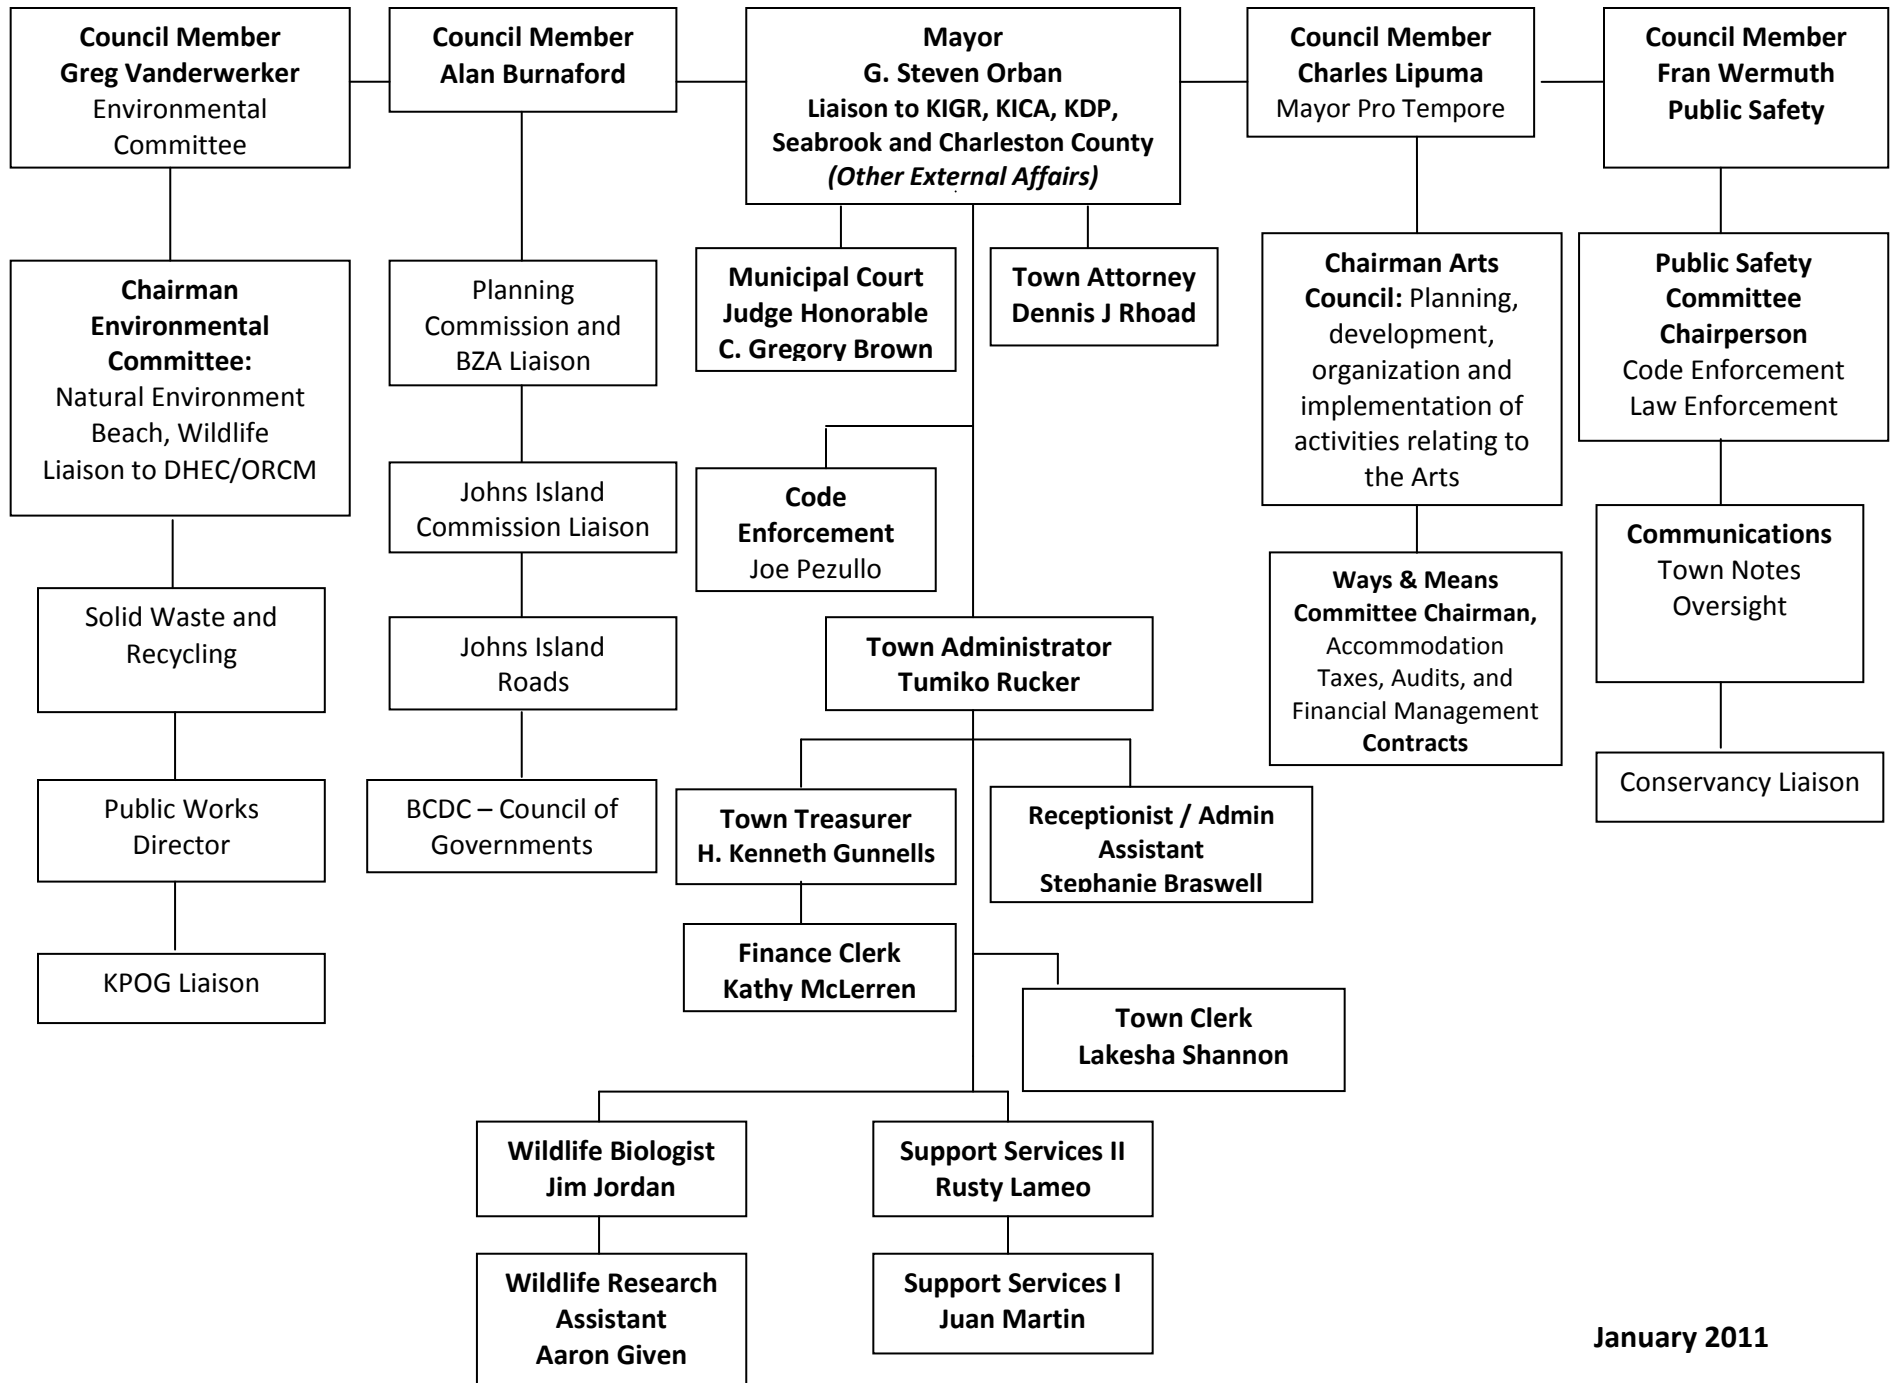 Council Member
Greg Vanderwerker
Environmental
Committee
Council Member
Alan Burnaford
Mayor
G. Steven Orban
Liaison to KIGR, KICA, KDP,
Seabrook and Charleston County
(Other External Affairs)
Council Member
Charles Lipuma
Mayor Pro Tempore
Council Member
Fran Wermuth
Public Safety
Chairman
Environmental
Committee:
Natural Environment
Beach, Wildlife
Liaison to DHEC/ORCM
Solid Waste and
Recycling
Public Works
Director
KPOG Liaison
Planning
Commission and
BZA Liaison
Johns Island
Commission Liaison
Johns Island
Roads
BCDC – Council of
Governments
Municipal Court
Judge Honorable
C. Gregory Brown
Town Attorney
Dennis J Rhoad
Code
Enforcement
Joe Pezullo
Town Administrator
Tumiko Rucker
Town Treasurer
H. Kenneth Gunnells
Receptionist / Admin
Assistant
Stephanie Braswell
Finance Clerk
Kathy McLerren
Town Clerk
Lakesha Shannon
Wildlife Biologist
Jim Jordan
Support Services II
Rusty Lameo
Wildlife Research
Assistant
Aaron Given
Support Services I
Juan Martin
Chairman Arts
Council: Planning,
development,
organization and
implementation of
activities relating to
the Arts
Ways & Means
Committee Chairman,
Accommodation
Taxes, Audits, and
Financial Management
Contracts
Public Safety
Committee
Chairperson
Code Enforcement
Law Enforcement
Communications
Town Notes
Oversight
Conservancy Liaison
January 2011